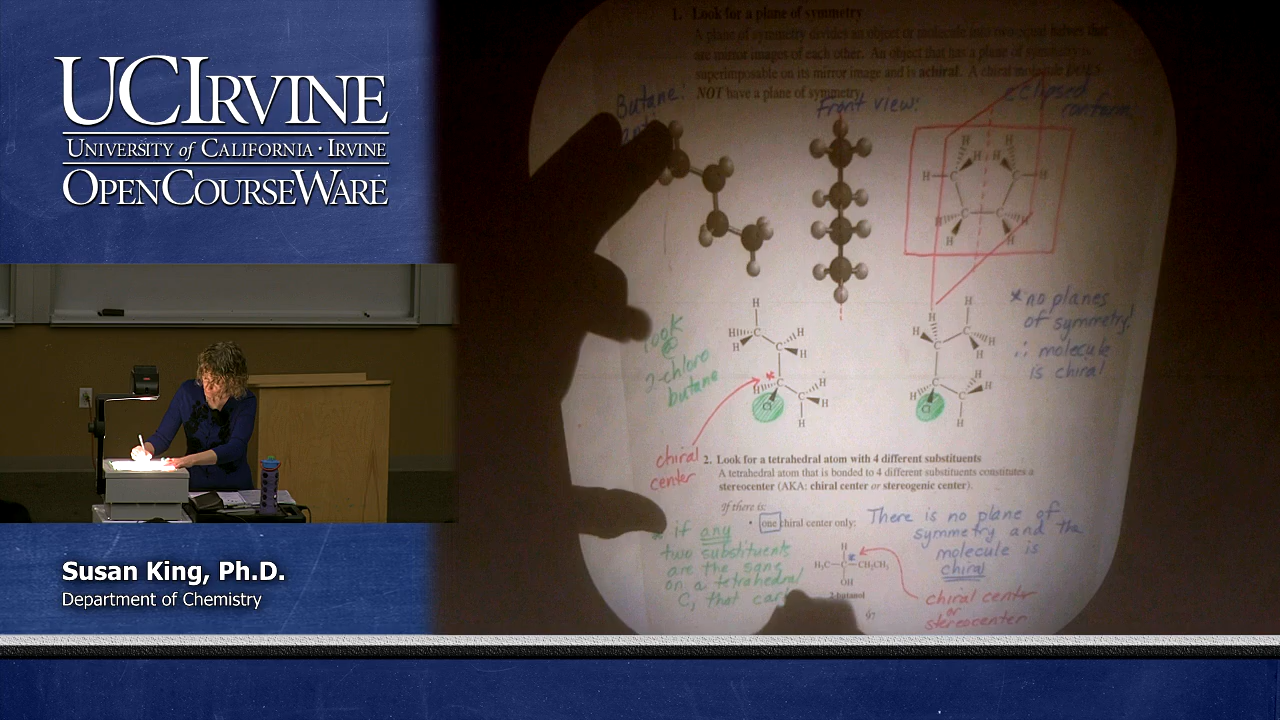 UCIRVINE
UNIVERSITY of CALIFORNIA · IRVINE
OPENCOURSEWARE
Susan King, Ph.D.
Department of Chemistry
1. Look for a plane of symmetry
A plane of symmetry divides an object or molecule into two equal halves that
are mirror images of each other. An object that has a plane of symmetry is
superimposable on its mirror image and is achiral. A chiral molecule does
NOT have a plane of symmetry.
Butane:
anti
Front view:
eclipsed
conform.
H H
H H
H C C H
H C C H
H H
look
@
2-chloro
butane
H
H C H
H C H
H C H
Cl C H
H
H H
C C H
H
H C H
Cl C H
H
* no planes
of symmetry!
∴ molecule
is chiral
chiral
center
2. Look for a tetrahedral atom with 4 different substituents
A tetrahedral atom that is bonded to 4 different substituents constitutes a
stereocenter (AKA: chiral center or stereogenic center).
If there is:
• one chiral center only:
There is no plane of
symmetry and the
molecule is
chiral
H
H₃C—C—CH₂CH₃
OH
2-butanol
chiral center
or
stereocenter
* if any
two substituents
are the same
on a tetrahedral
C, that